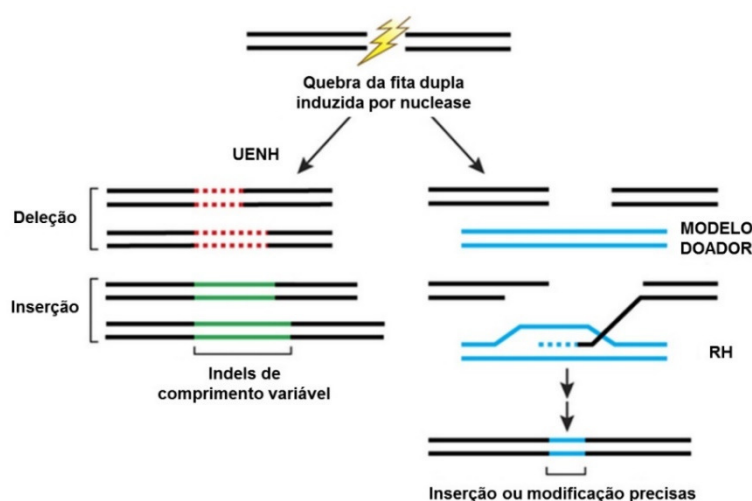 Quebra da fita dupla
induzida por nuclease
UENH
Deleção
MODELO
DOADOR
Inserção
RH
Indels de
comprimento variável
Inserção ou modificação precisas